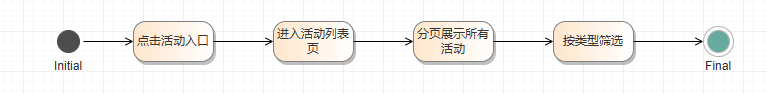 点击活动入口
进入活动列表
页
分页展示所有
活动
按类型筛选
Initial
Final